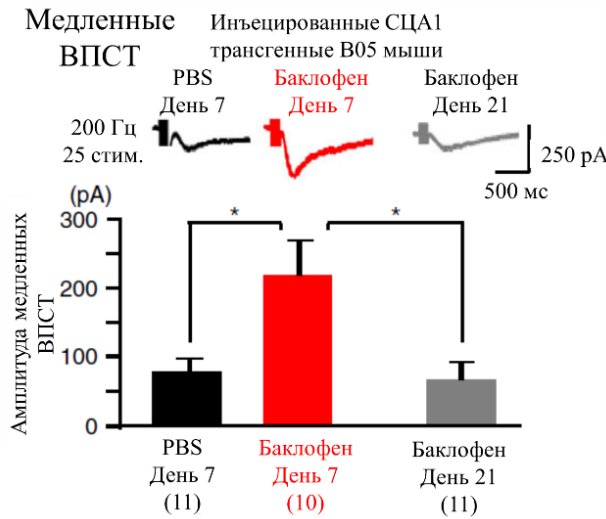 Медленные
ВПСТ
Инъецированные СЦА1
трансгенные B05 мыши
PBS
День 7
Баклофен
День 7
Баклофен
День 21
200 Гц
25 стим.
250 pA
500 мс
(pA)
300
200
100
0
Амплитуда медленных
ВПСТ
*
*
PBS
День 7
(11)
Баклофен
День 7
(10)
Баклофен
День 21
(11)